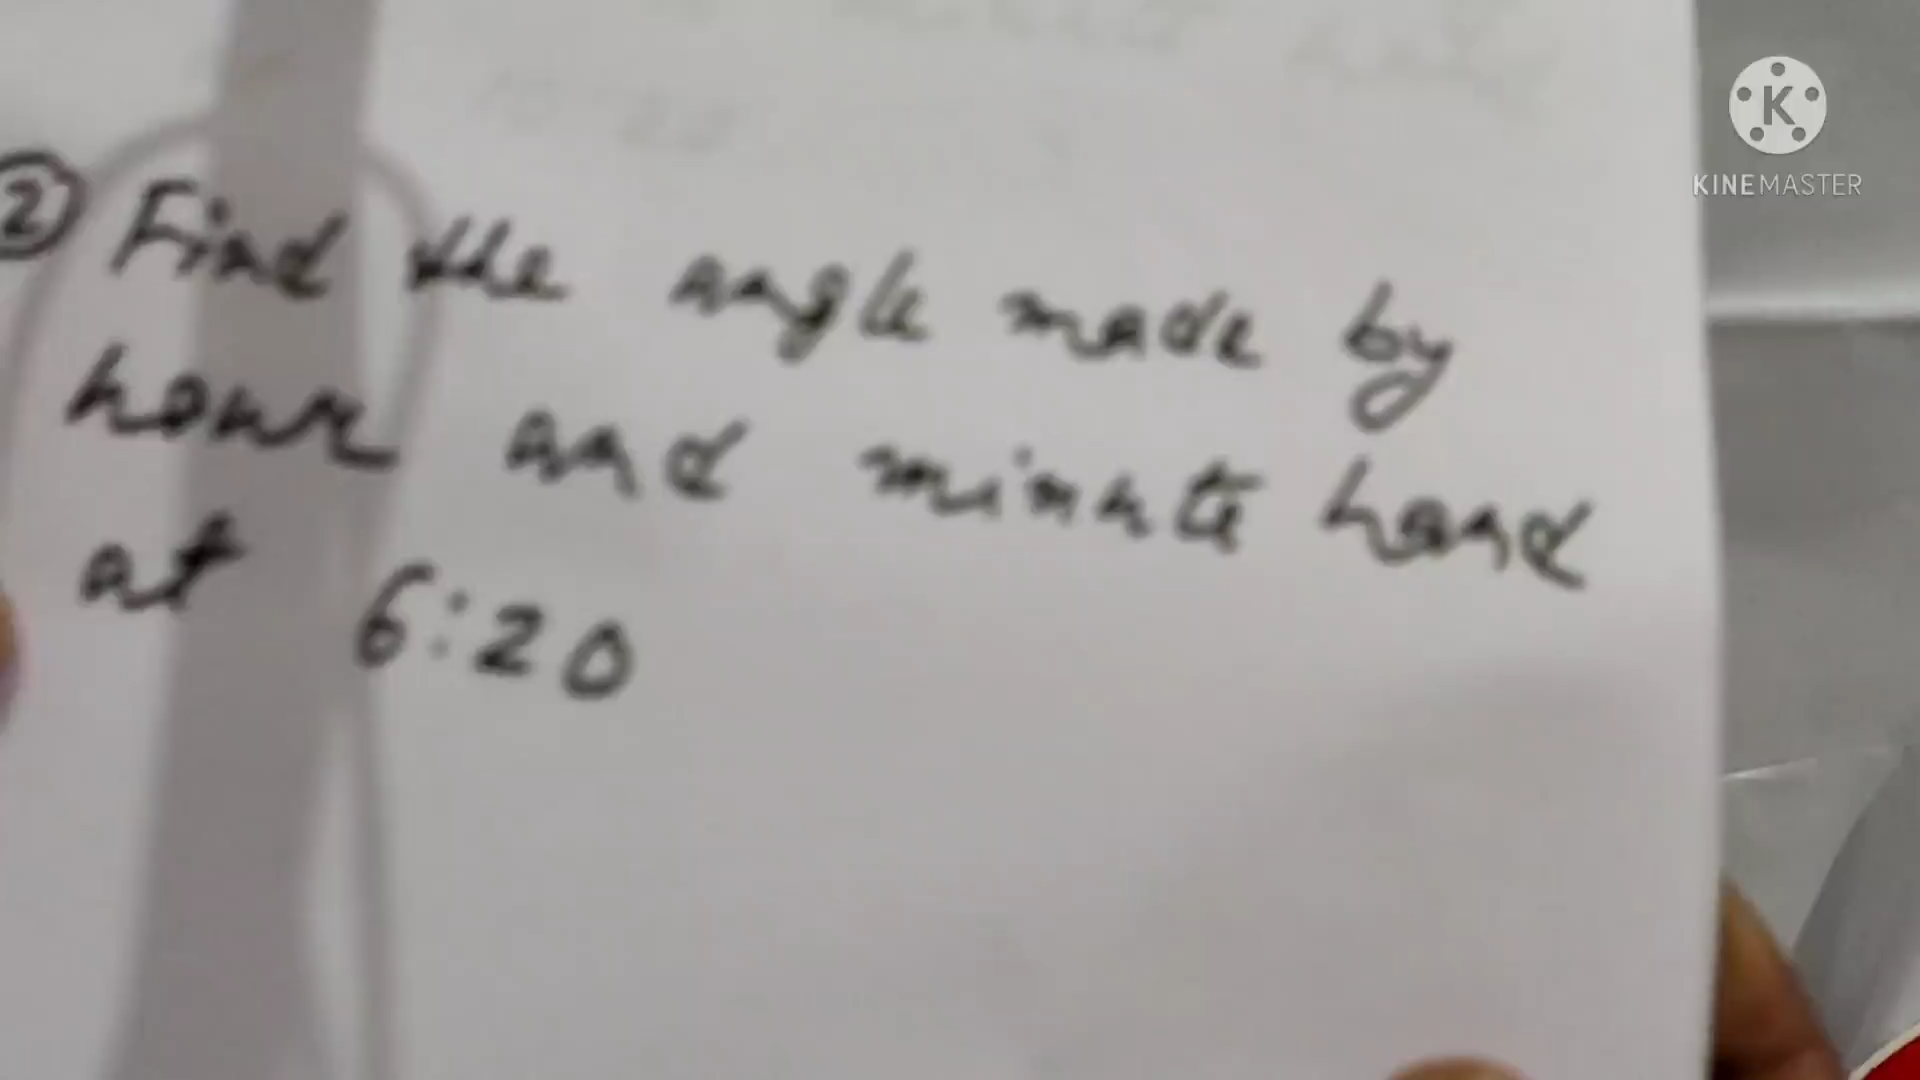 ② Find the angle made by
hour and minute hand
at 6:20
K
KINEMASTER